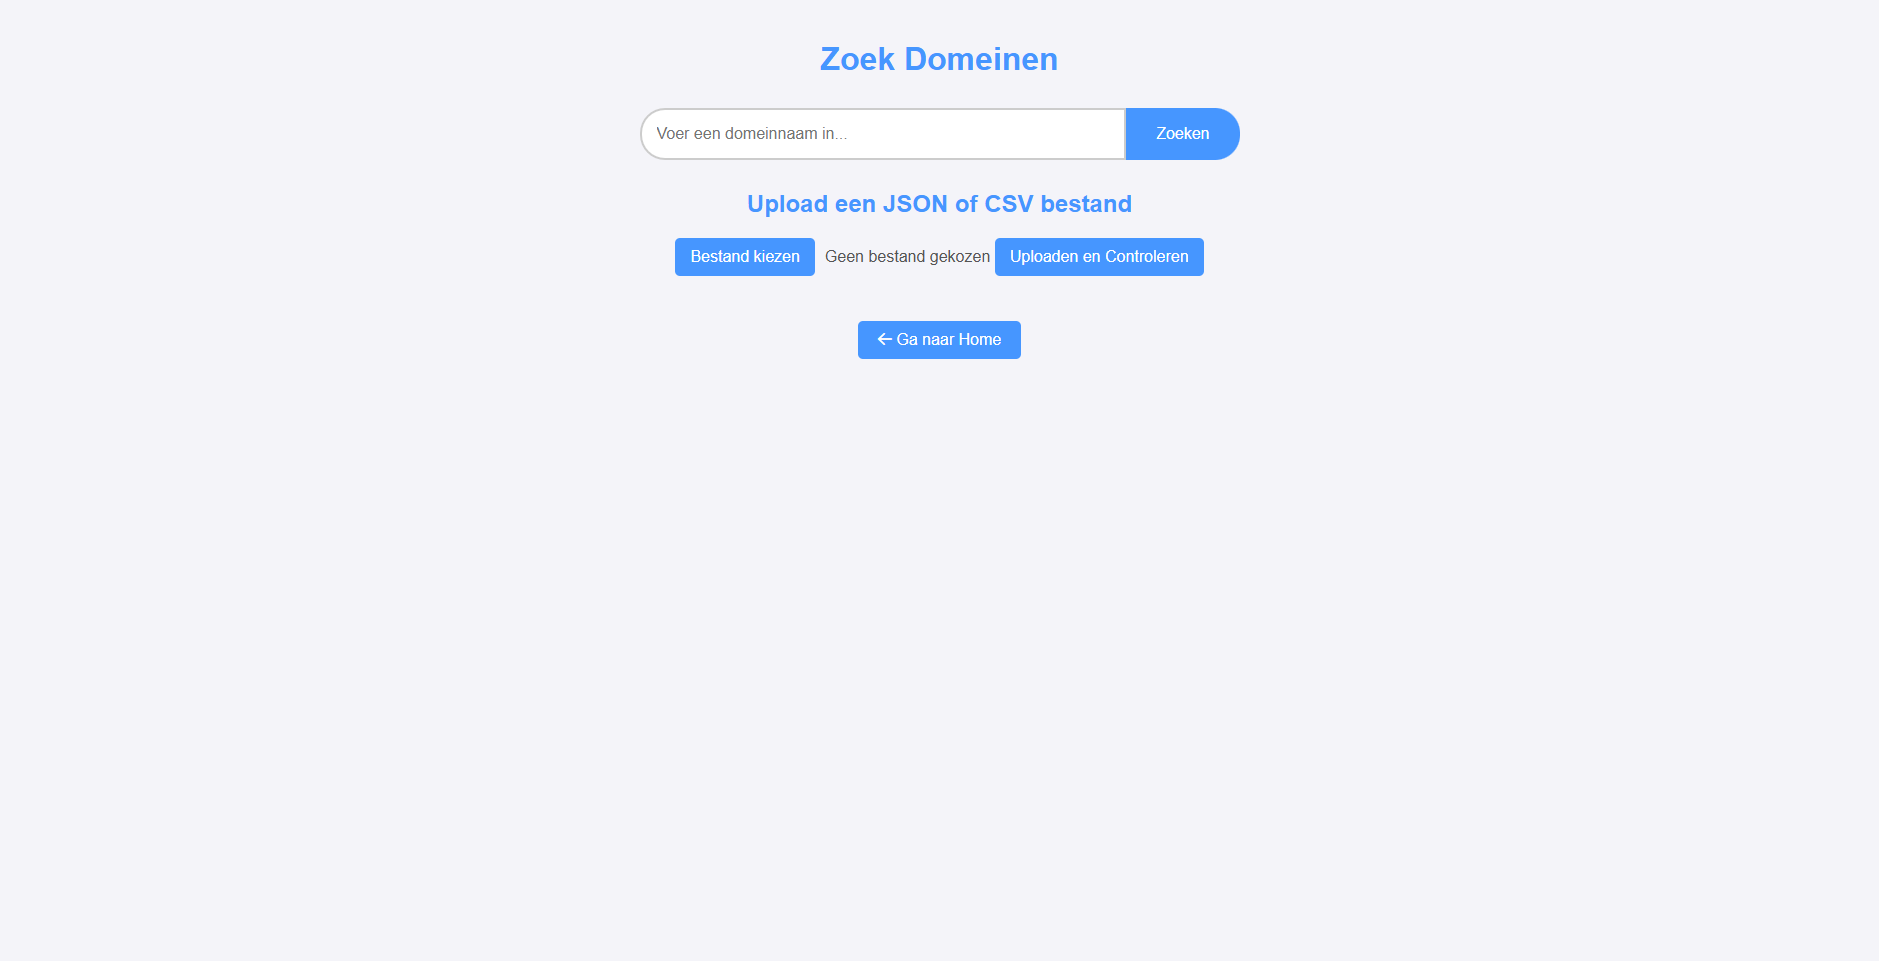 Zoek Domeinen
Voer een domeinnaam in...
Zoeken
Upload een JSON of CSV bestand
Bestand kiezen Geen bestand gekozen Uploaden en Controleren
← Ga naar Home